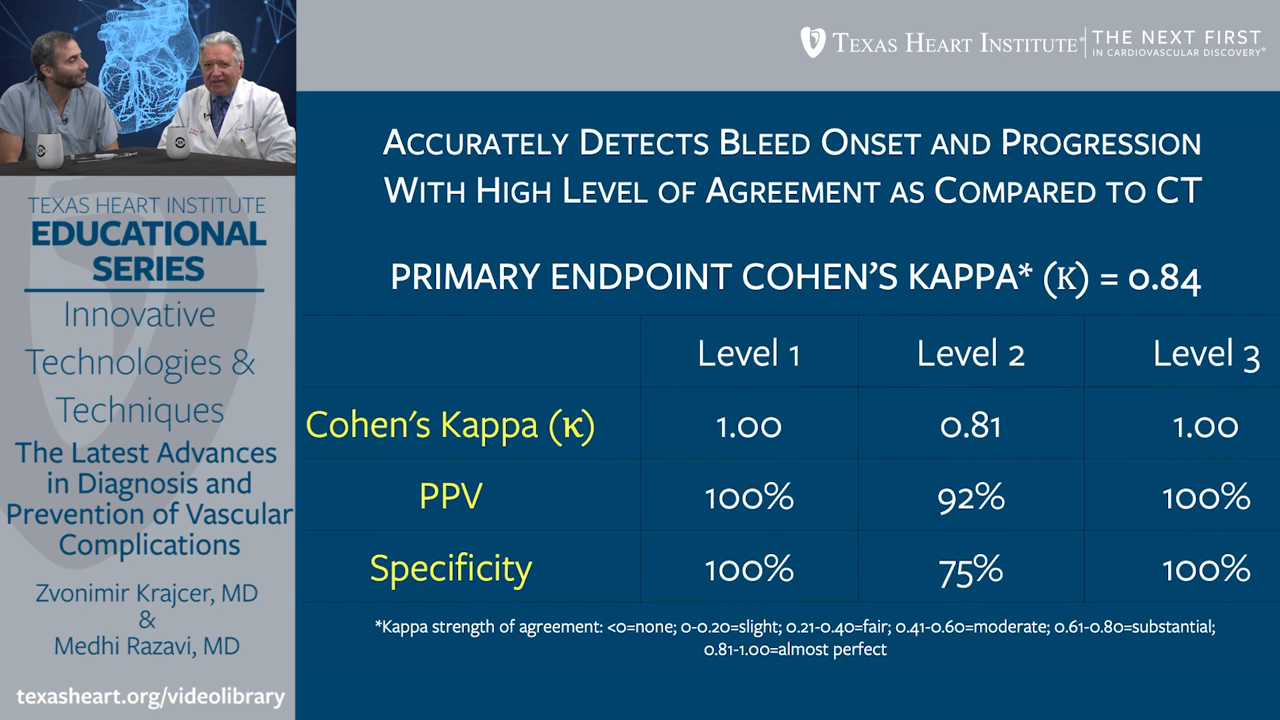 TEXAS HEART INSTITUTE®
THE NEXT FIRST
IN CARDIOVASCULAR DISCOVERY®
TEXAS HEART INSTITUTE
EDUCATIONAL
SERIES
Innovative
Technologies &
Techniques
The Latest Advances
in Diagnosis and
Prevention of Vascular
Complications
Zvonimir Krajcer, MD
&
Medhi Razavi, MD
texasheart.org/videolibrary
ACCURATELY DETECTS BLEED ONSET AND PROGRESSION
WITH HIGH LEVEL OF AGREEMENT AS COMPARED TO CT
PRIMARY ENDPOINT COHEN'S KAPPA* (K) = 0.84
Level 1 Level 2 Level 3
Cohen's Kappa (κ) 1.00 0.81 1.00
PPV 100% 92% 100%
Specificity 100% 75% 100%
*Kappa strength of agreement: <0=none; 0-0.20=slight; 0.21-0.40=fair; 0.41-0.60=moderate; 0.61-0.80=substantial;
0.81-1.00=almost perfect